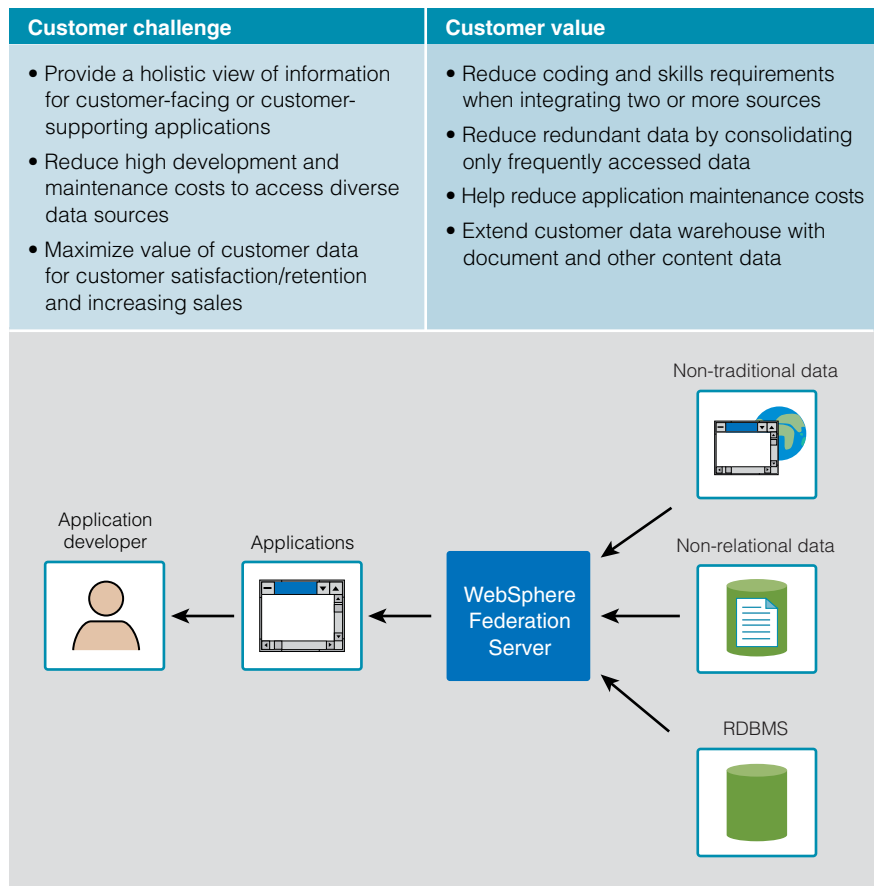 Customer challenge
• Provide a holistic view of information
for customer-facing or customer-
supporting applications
• Reduce high development and
maintenance costs to access diverse
data sources
• Maximize value of customer data
for customer satisfaction/retention
and increasing sales
Customer value
• Reduce coding and skills requirements
when integrating two or more sources
• Reduce redundant data by consolidating
only frequently accessed data
• Help reduce application maintenance costs
• Extend customer data warehouse with
document and other content data
Non-traditional data
Application
developer
Applications
WebSphere
Federation
Server
Non-relational data
RDBMS